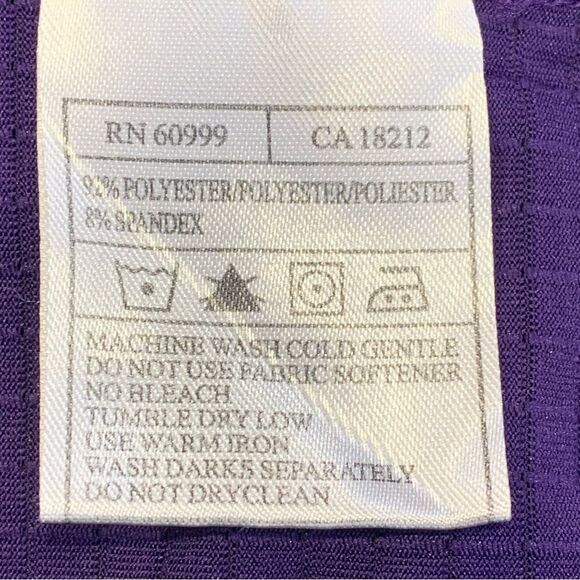 RN 60999 CA 18212
92% POLYESTER/POLYESTER/POLIESTER
8% SPANDEX
MACHINE WASH COLD GENTLE
DO NOT USE FABRIC SOFTENER
NO BLEACH
TUMBLE DRY LOW
USE WARM IRON
WASH DARKS SEPARATELY
DO NOT DRYCLEAN